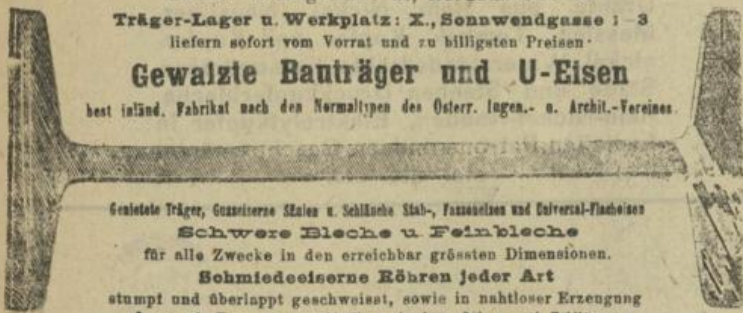 Träger-Lager u. Werkplatz: X., Sonnwendgasse 1–3
liefern sofort vom Vorrat und zu billigsten Preisen:
Gewalzte Bauträger und U-Eisen
best inländ. Fabrikat nach den Normaltypen des Österr. Ingen.- u. Archit.-Vereines.
Genietete Träger, Gusseiserne Säulen u. Schläuche Stab-, Fassoneisen und Universal-Flacheisen
Schwere Bleche u. Feinbleche
für alle Zwecke in den erreichbar grössten Dimensionen.
Schmiedeeiserne Röhren jeder Art
stumpf und überlappt geschweisst, sowie in nahtloser Erzeugung